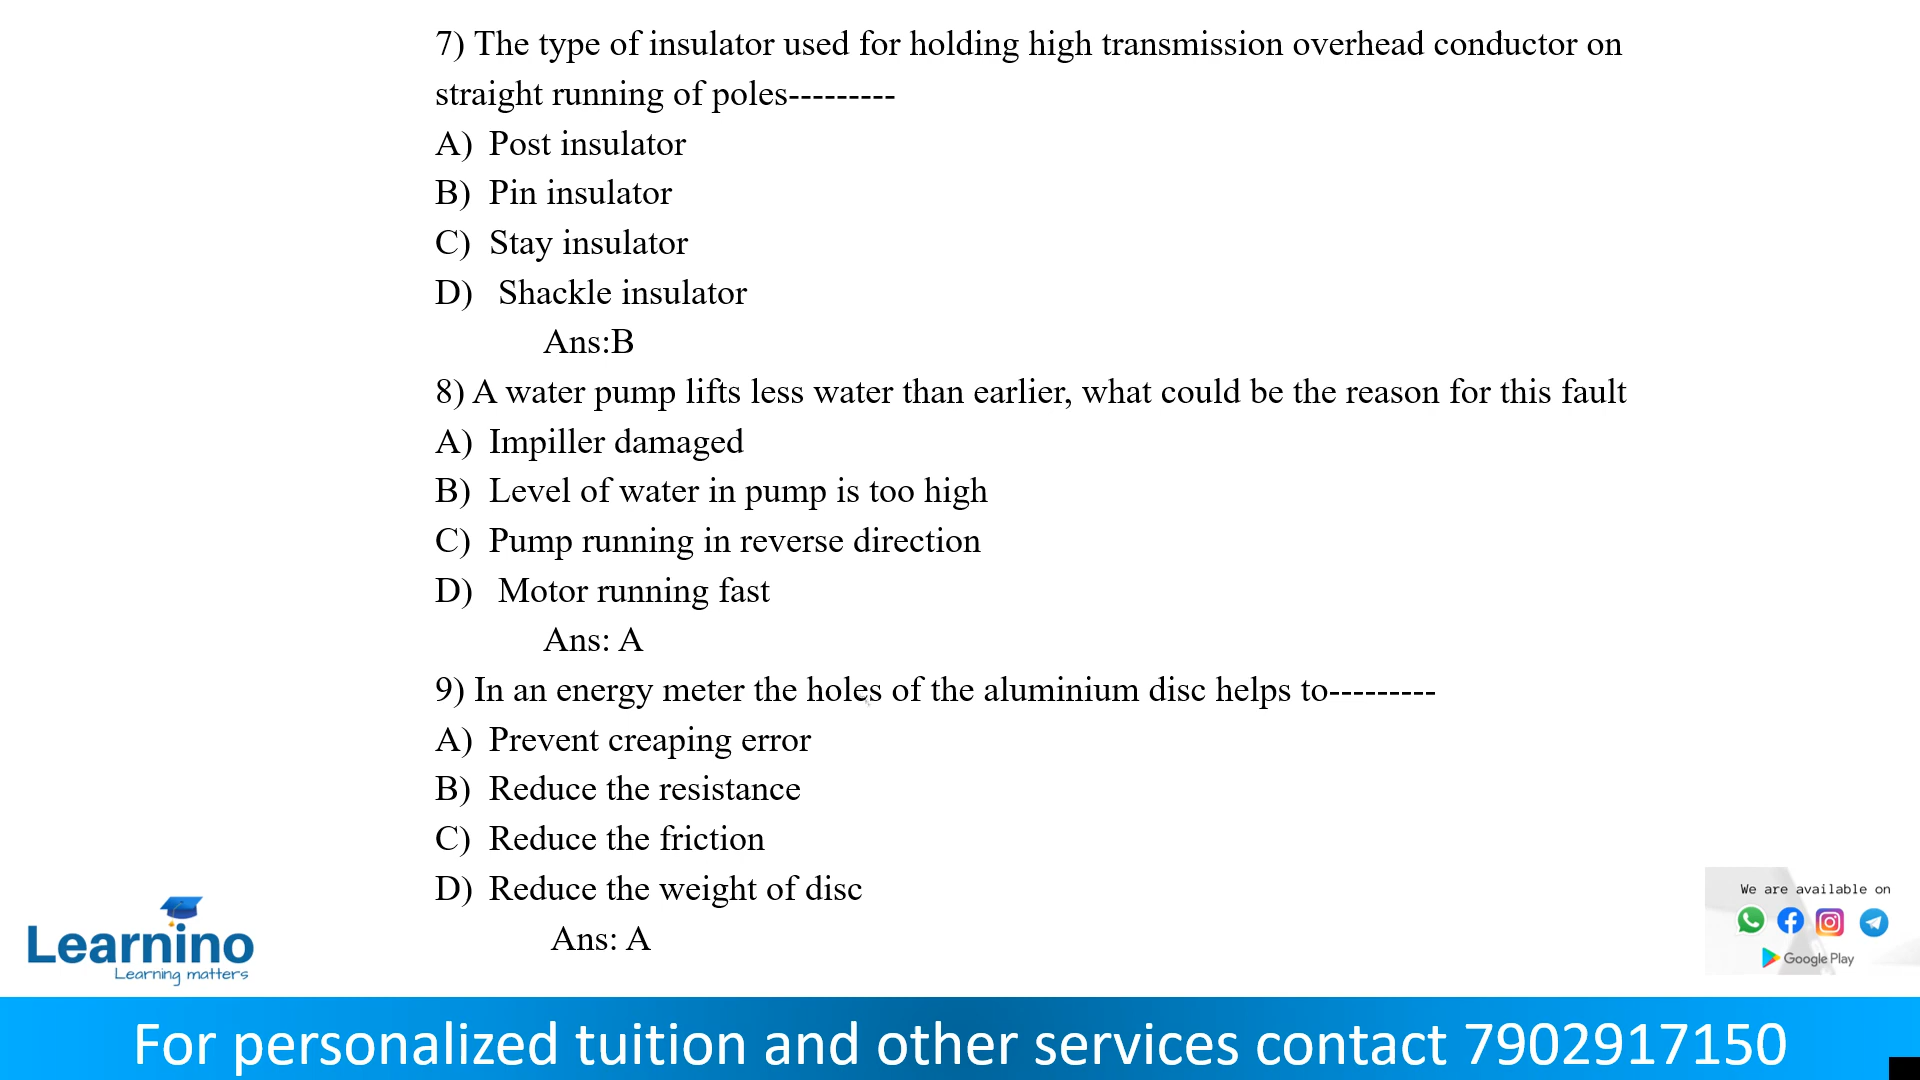 7) The type of insulator used for holding high transmission overhead conductor on
straight running of poles---------
A) Post insulator
B) Pin insulator
C) Stay insulator
D) Shackle insulator
Ans:B
8) A water pump lifts less water than earlier, what could be the reason for this fault
A) Impiller damaged
B) Level of water in pump is too high
C) Pump running in reverse direction
D) Motor running fast
Ans: A
9) In an energy meter the holes of the aluminium disc helps to---------
A) Prevent creaping error
B) Reduce the resistance
C) Reduce the friction
D) Reduce the weight of disc
Ans: A
Learnino
Learning matters
We are available on
Google Play
For personalized tuition and other services contact 7902917150